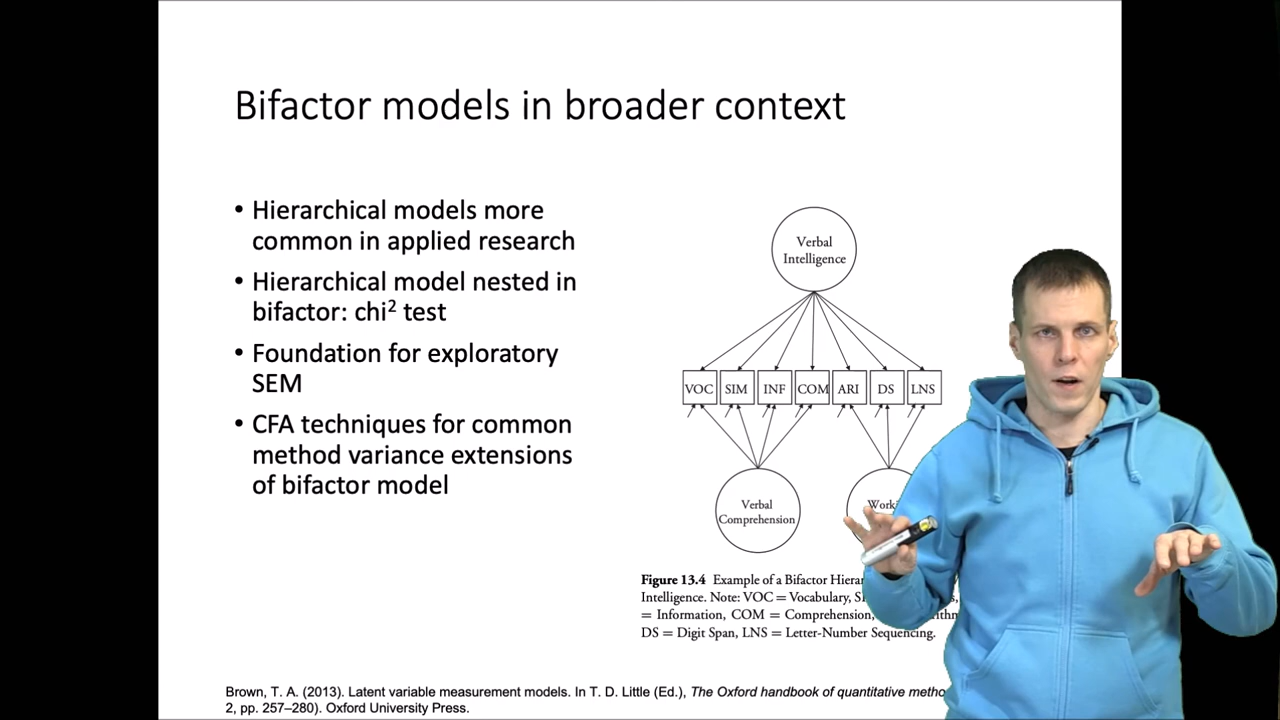 Bifactor models in broader context
• Hierarchical models more
common in applied research
• Hierarchical model nested in
bifactor: chi² test
• Foundation for exploratory
SEM
• CFA techniques for common
method variance extensions
of bifactor model
Verbal
Intelligence
VOC SIM INF COM ARI DS LNS
Verbal
Comprehension
Figure 13.4 Example of a Bifactor
Intelligence. Note: VOC = Vocabulary,
= Information, COM = Comprehension,
DS = Digit Span, LNS = Letter-Number Sequencing.
Brown, T. A. (2013). Latent variable measurement models. In T. D. Little (Ed.), The Oxford handbook of quantitative
2, pp. 257–280). Oxford University Press.